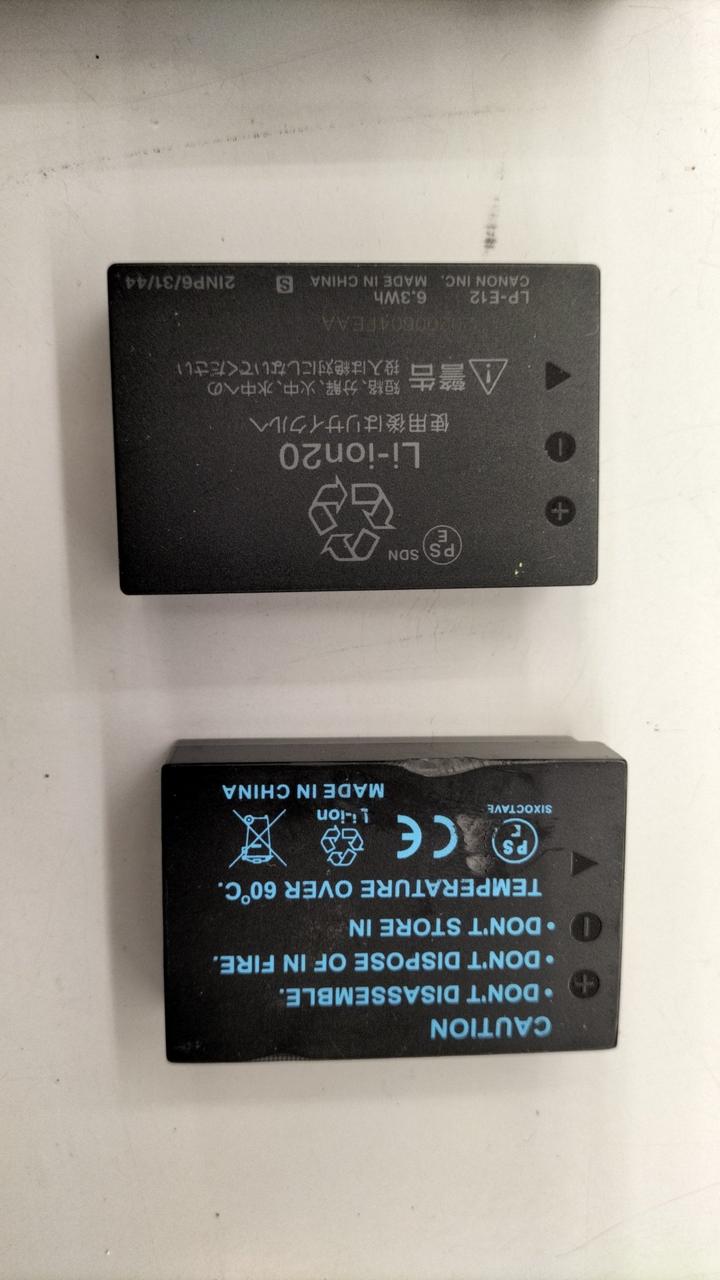 CAUTION
• DON'T DISASSEMBLE.
• DON'T DISPOSE OF IN FIRE.
• DON'T STORE IN
TEMPERATURE OVER 60°C.
PS
E
CE
Li-ion
SIXOCTAVE
MADE IN CHINA
PS
E
SDN
Li-ion20
使用後はリサイクルへ
警告 短絡、分解、火中、水中への
投入は絶対にしないでください
LP-E12 6.3Wh
CANON INC. MADE IN CHINA S 2INP6/31/44